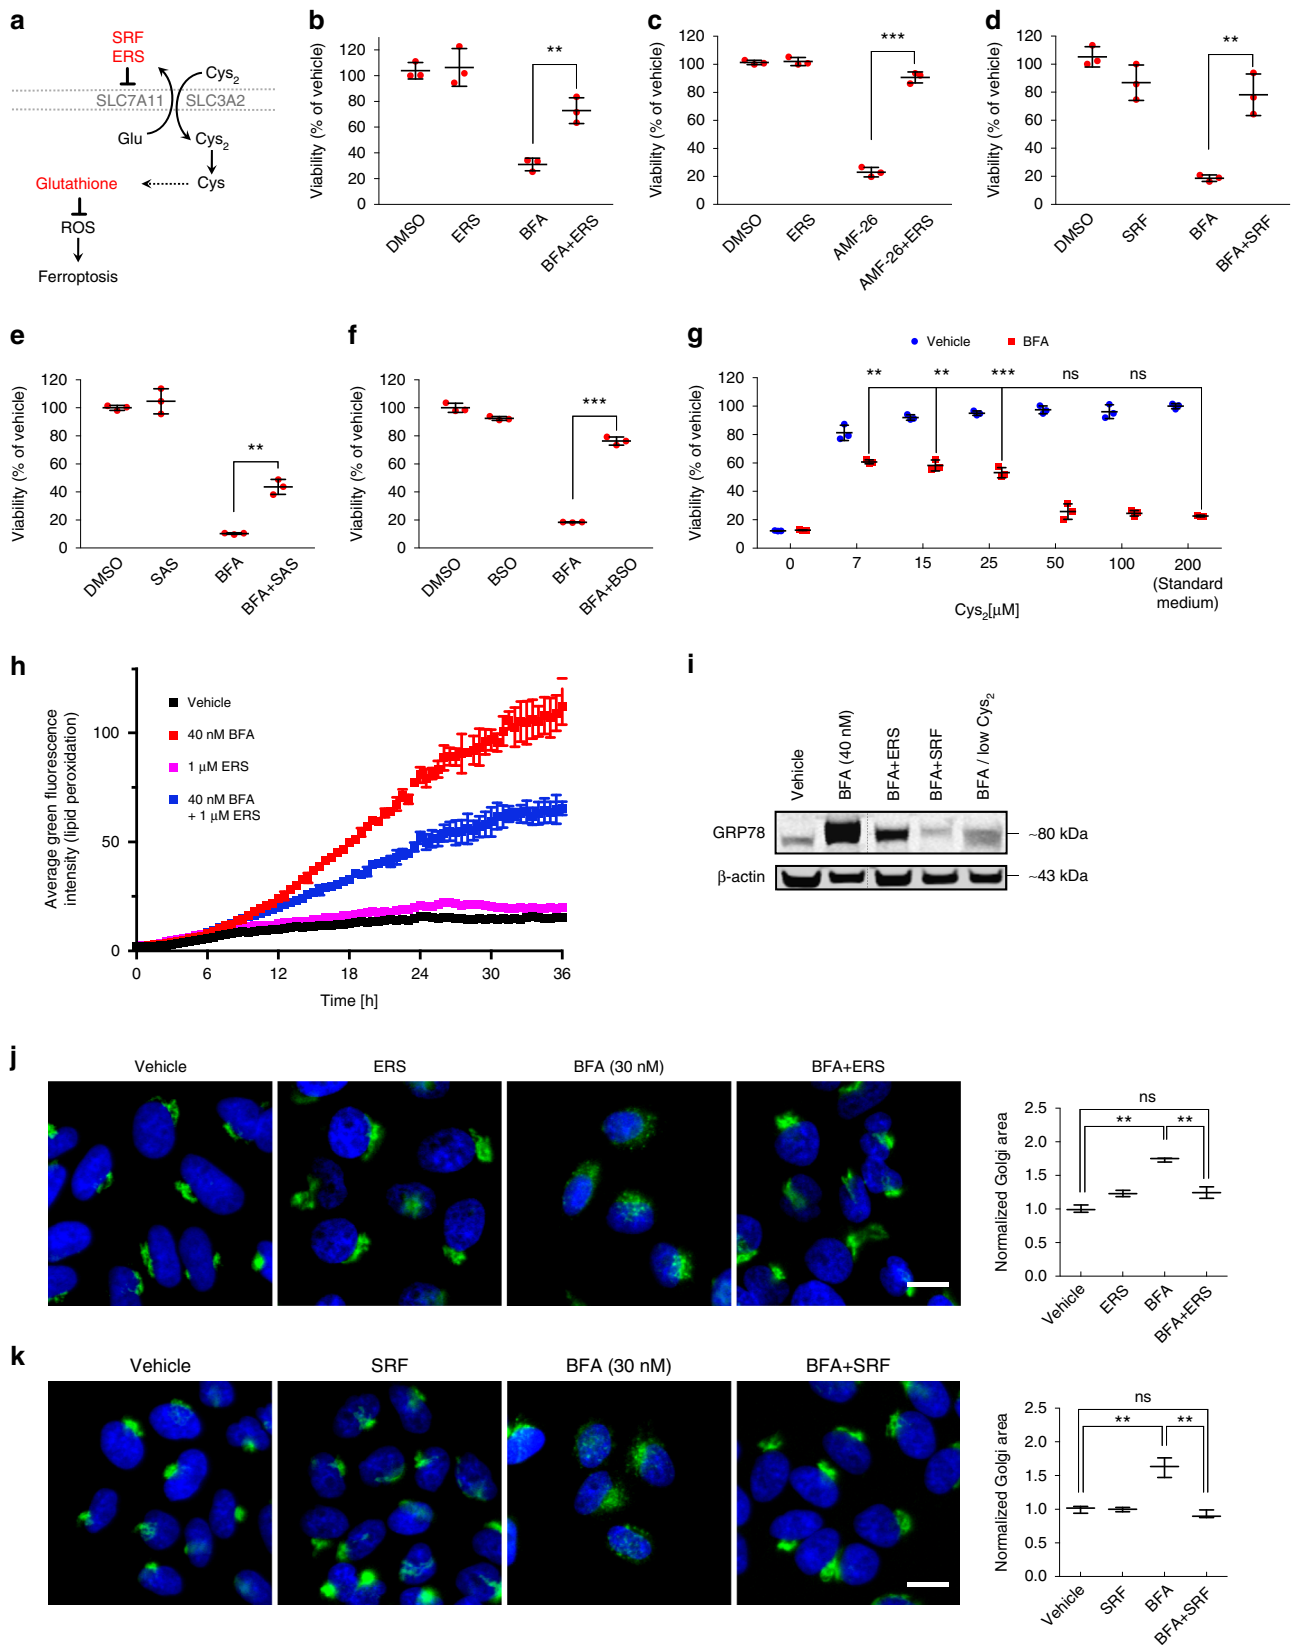 a
SRF
ERS
Cys2
SLC7A11
SLC3A2
Glu
Cys2
Glutathione
Cys
ROS
Ferroptosis
b
Viability (% of vehicle)
120
100
80
60
40
20
0
**
DMSO
ERS
BFA
BFA+ERS
c
Viability (% of vehicle)
120
100
80
60
40
20
0
***
DMSO
ERS
AMF-26
AMF-26+ERS
d
Viability (% of vehicle)
120
100
80
60
40
20
0
**
DMSO
SRF
BFA
BFA+SRF
e
Viability (% of vehicle)
120
100
80
60
40
20
0
**
DMSO
SAS
BFA
BFA+SAS
f
Viability (% of vehicle)
120
100
80
60
40
20
0
***
DMSO
BSO
BFA
BFA+BSO
g
Vehicle
BFA
Viability (% of vehicle)
120
100
80
60
40
20
0
** ** *** ns ns
0 7 15 25 50 100 200
(Standard
medium)
Cys2[μM]
h
Average green fluorescence
intensity (lipid peroxidation)
100
50
0
Vehicle
40 nM BFA
1 μM ERS
40 nM BFA
+ 1 μM ERS
0 6 12 18 24 30 36
Time [h]
i
Vehicle
BFA (40 nM)
BFA+ERS
BFA+SRF
BFA / low Cys2
GRP78
~80 kDa
β-actin
~43 kDa
j
Vehicle
ERS
BFA (30 nM)
BFA+ERS
Normalized Golgi area
2.5
2.0
1.5
1.0
0.5
0.0
ns
** **
Vehicle
ERS
BFA
BFA+ERS
k
Vehicle
SRF
BFA (30 nM)
BFA+SRF
Normalized Golgi area
2.5
2.0
1.5
1.0
0.5
0.0
ns
** **
Vehicle
SRF
BFA
BFA+SRF